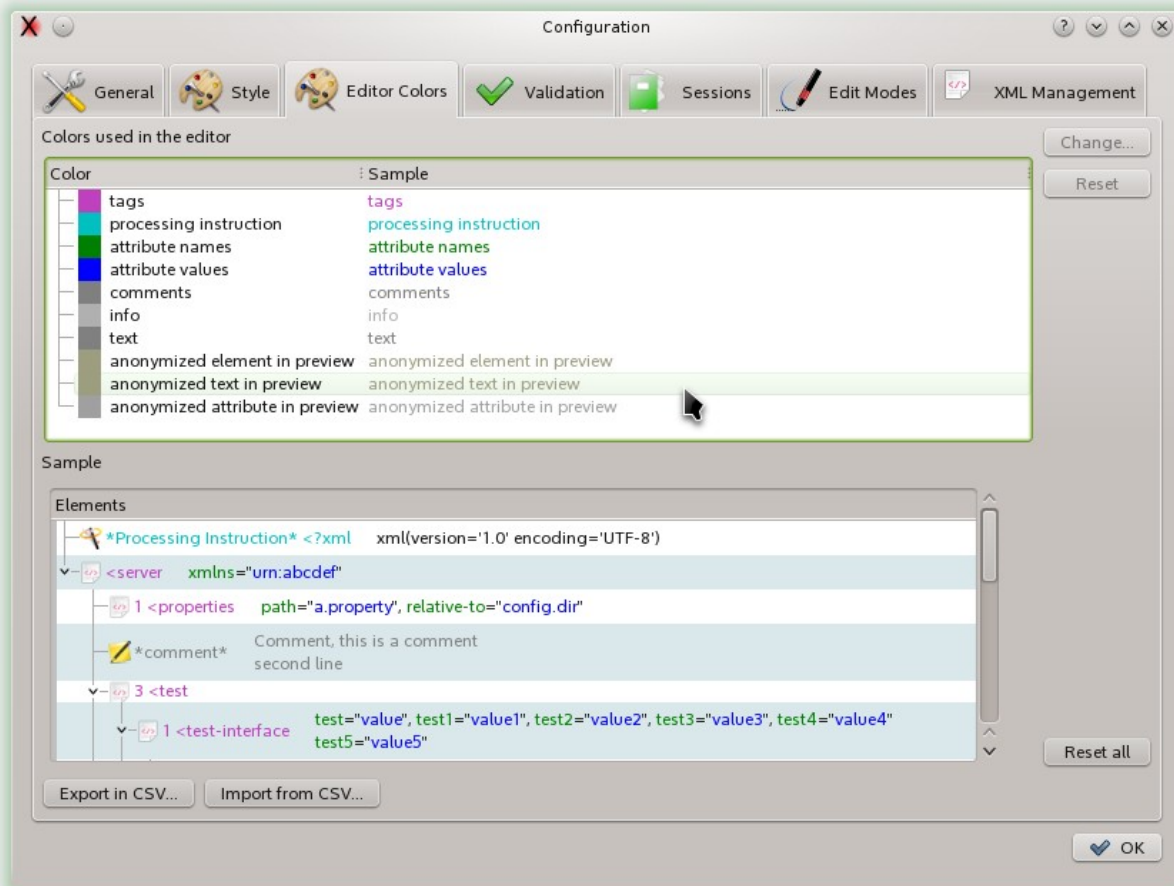 Configuration
General Style Editor Colors Validation Sessions Edit Modes XML Management
Colors used in the editor
Change...
Color Sample
Reset
tags tags
processing instruction processing instruction
attribute names attribute names
attribute values attribute values
comments comments
info info
text text
anonymized element in preview anonymized element in preview
anonymized text in preview anonymized text in preview
anonymized attribute in preview anonymized attribute in preview
Sample
Elements
*Processing Instruction* <?xml xml(version='1.0' encoding='UTF-8')
<server xmlns="urn:abcdef"
1 <properties path="a.property", relative-to="config.dir"
*comment* Comment, this is a comment
second line
3 <test
1 <test-interface test="value", test1="value1", test2="value2", test3="value3", test4="value4"
test5="value5"
Reset all
Export in CSV... Import from CSV...
OK